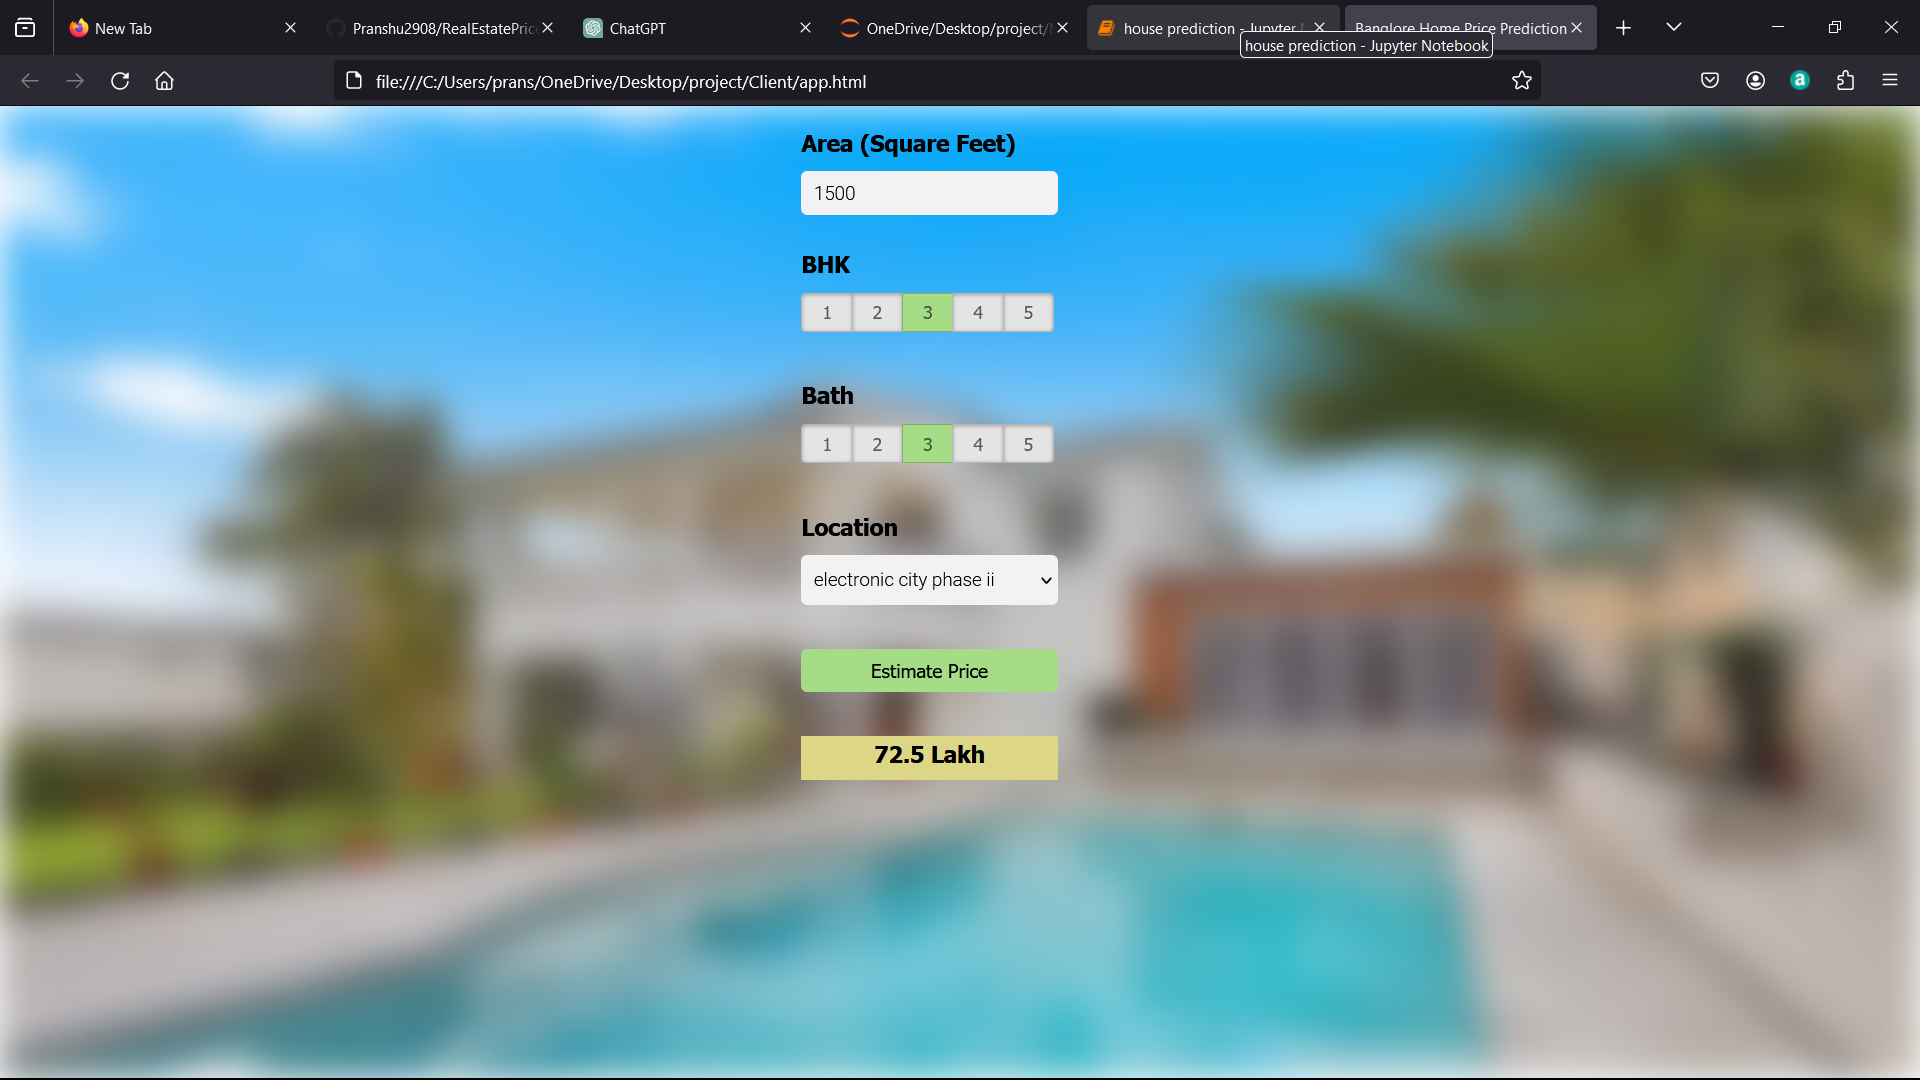 New Tab
Pranshu2908/RealEstatePric
ChatGPT
OneDrive/Desktop/project/
house prediction - Jupyter
Banglore Home Price Prediction
house prediction - Jupyter Notebook
file:///C:/Users/prans/OneDrive/Desktop/project/Client/app.html
a
Area (Square Feet)
1500
BHK
1 2 3 4 5
Bath
1 2 3 4 5
Location
electronic city phase ii
Estimate Price
72.5 Lakh